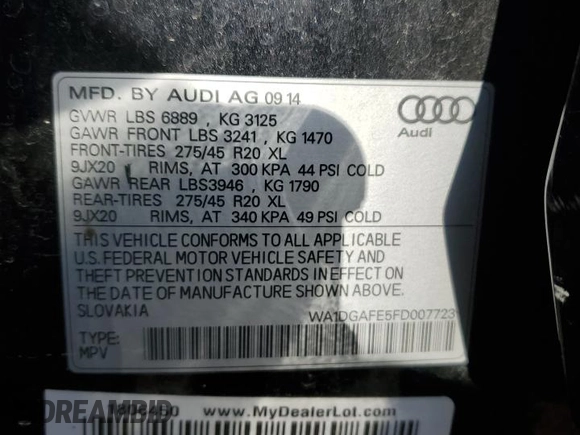 MFD. BY AUDI AG 09 14
GVWR LBS 6889 , KG 3125
GAWR FRONT LBS 3241 , KG 1470
FRONT-TIRES 275/45 R20 XL
9JX20 RIMS, AT 300 KPA 44 PSI COLD
GAWR REAR LBS3946 , KG 1790
REAR-TIRES 275/45 R20 XL
9JX20 RIMS, AT 340 KPA 49 PSI COLD
Audi
THIS VEHICLE CONFORMS TO ALL APPLICABLE
U.S. FEDERAL MOTOR VEHICLE SAFETY AND
THEFT PREVENTION STANDARDS IN EFFECT ON
THE DATE OF MANUFACTURE SHOWN ABOVE.
SLOVAKIA WA1DGAFE5FD007723
TYPE:
MPV
www.MyDealerLot.com
DREAMBID